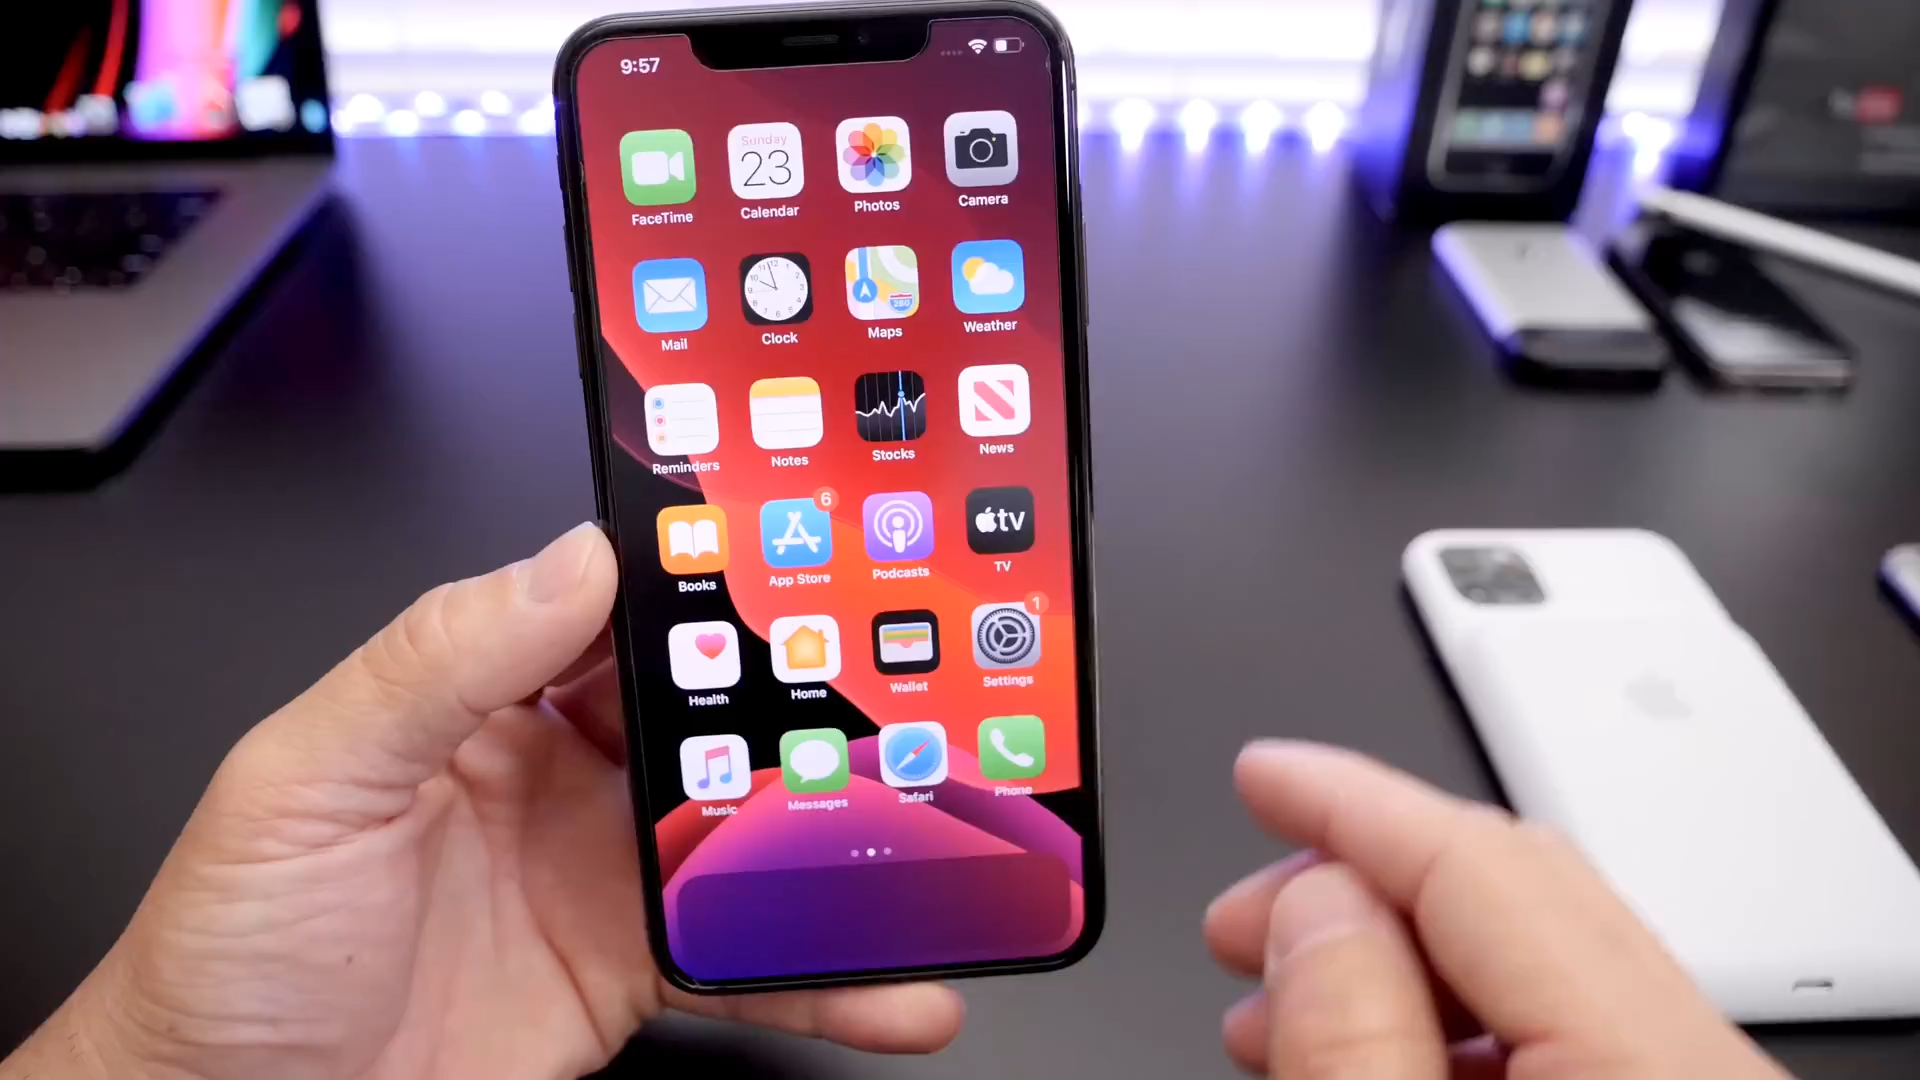 9:57
Sunday
23
FaceTime
Calendar
Photos
Camera
280
Mail
Clock
Maps
Weather
Reminders
Notes
Stocks
News
6
tv
Books
App Store
Podcasts
TV
1
Health
Home
Wallet
Settings
Music
Messages
Safari
Phone